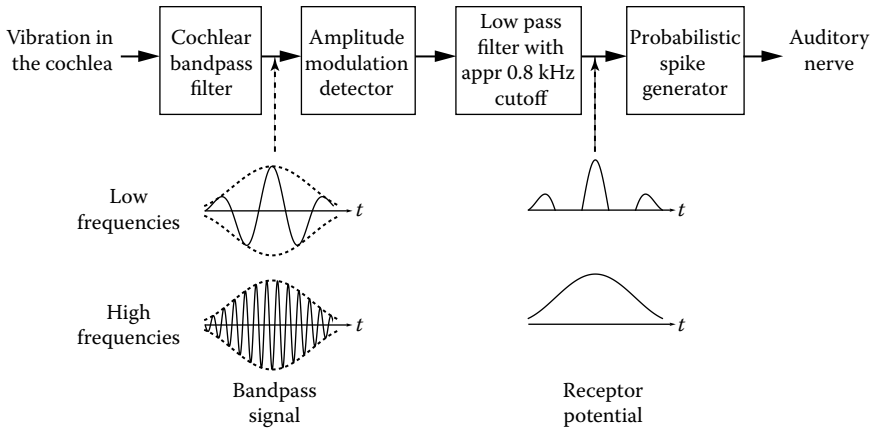 Vibration in
the cochlea
Cochlear
bandpass
filter
Amplitude
modulation
detector
Low pass
filter with
appr 0.8 kHz
cutoff
Probabilistic
spike
generator
Auditory
nerve
Low
frequencies
t
t
High
frequencies
t
t
Bandpass
signal
Receptor
potential